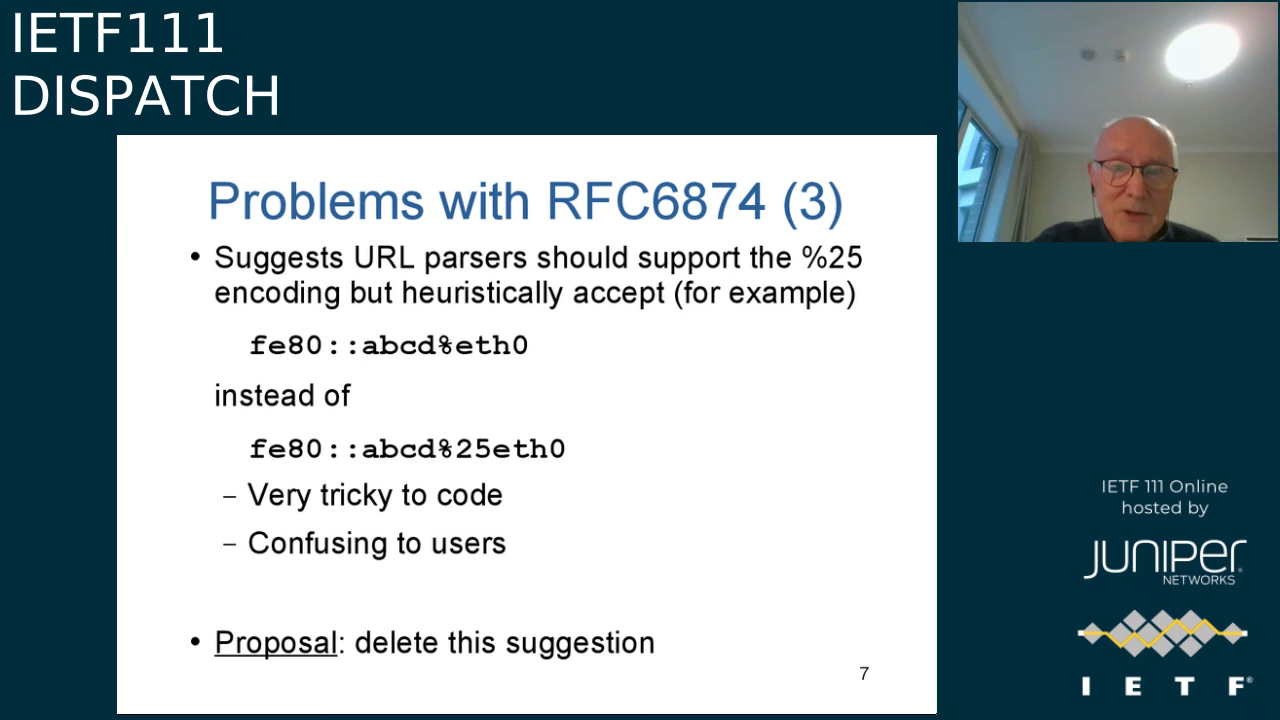 IETF111
DISPATCH
Problems with RFC6874 (3)
• Suggests URL parsers should support the %25
encoding but heuristically accept (for example)
fe80::abcd%eth0
instead of
fe80::abcd%25eth0
– Very tricky to code
– Confusing to users
• Proposal: delete this suggestion
7
IETF 111 Online
hosted by
JUNIPER
NETWORKS
I E T F®